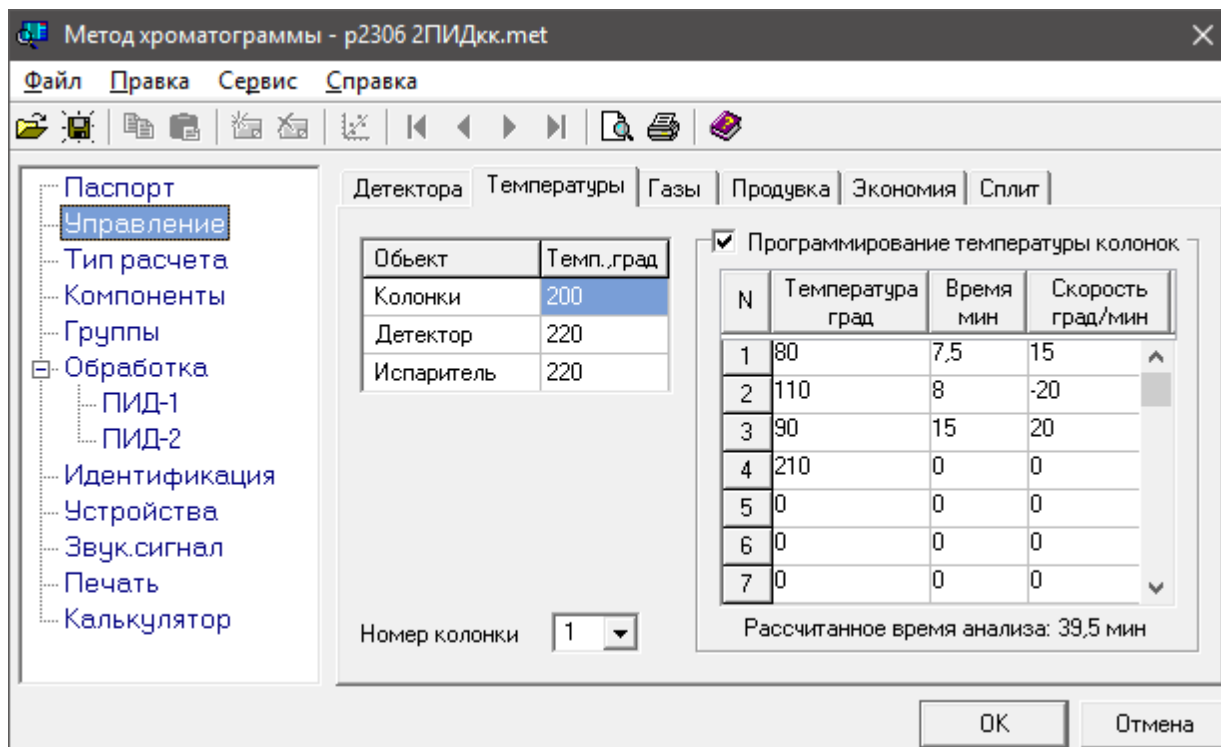 Метод хроматограммы - p2306 2ПИДкк.met
Файл Правка Сервис Справка
Паспорт
Управление
Тип расчета
Компоненты
Группы
Обработка
ПИД-1
ПИД-2
Идентификация
Устройства
Звук.сигнал
Печать
Калькулятор
Детектора Температуры Газы Продувка Экономия Сплит
Обьект Темп.,град
Колонки 200
Детектор 220
Испаритель 220
Номер колонки 1
Программирование температуры колонок
N Температура град Время мин Скорость град/мин
1 80 7,5 15
2 110 8 -20
3 90 15 20
4 210 0 0
5 0 0 0
6 0 0 0
7 0 0 0
Рассчитанное время анализа: 39,5 мин
OK Отмена